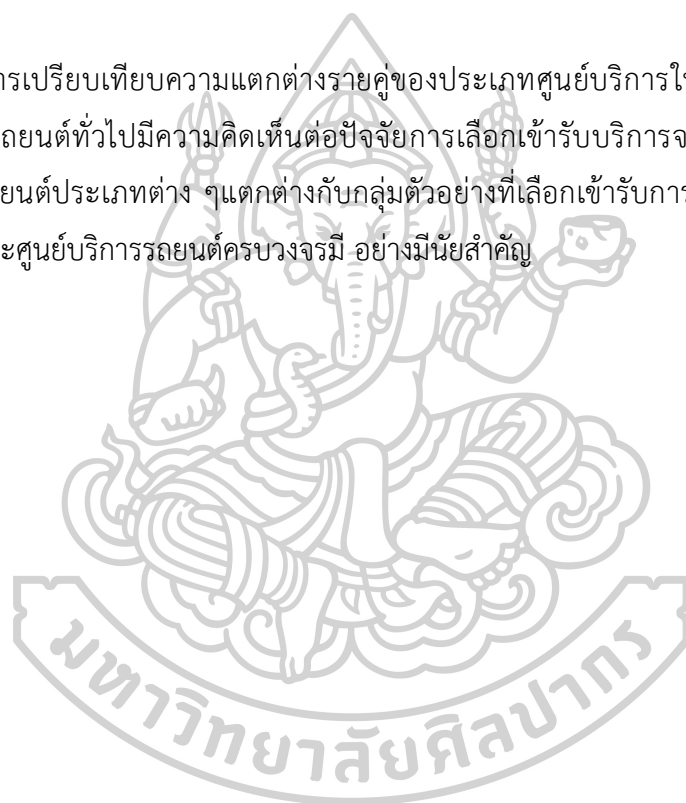 ารเปรียบเทียบความแตกต่างรายคู่ของประเภทศูนย์บริการใ
ถยนต์ทั่วไปมีความคิดเห็นต่อปัจจัยการเลือกเข้ารับบริการจ
ยนต์ประเภทต่าง ๆแตกต่างกับกลุ่มตัวอย่างที่เลือกเข้ารับกา
ะศูนย์บริการรถยนต์ครบวงจรมี อย่างมีนัยสำคัญ
มหาวิทยาลัยศิลปากร